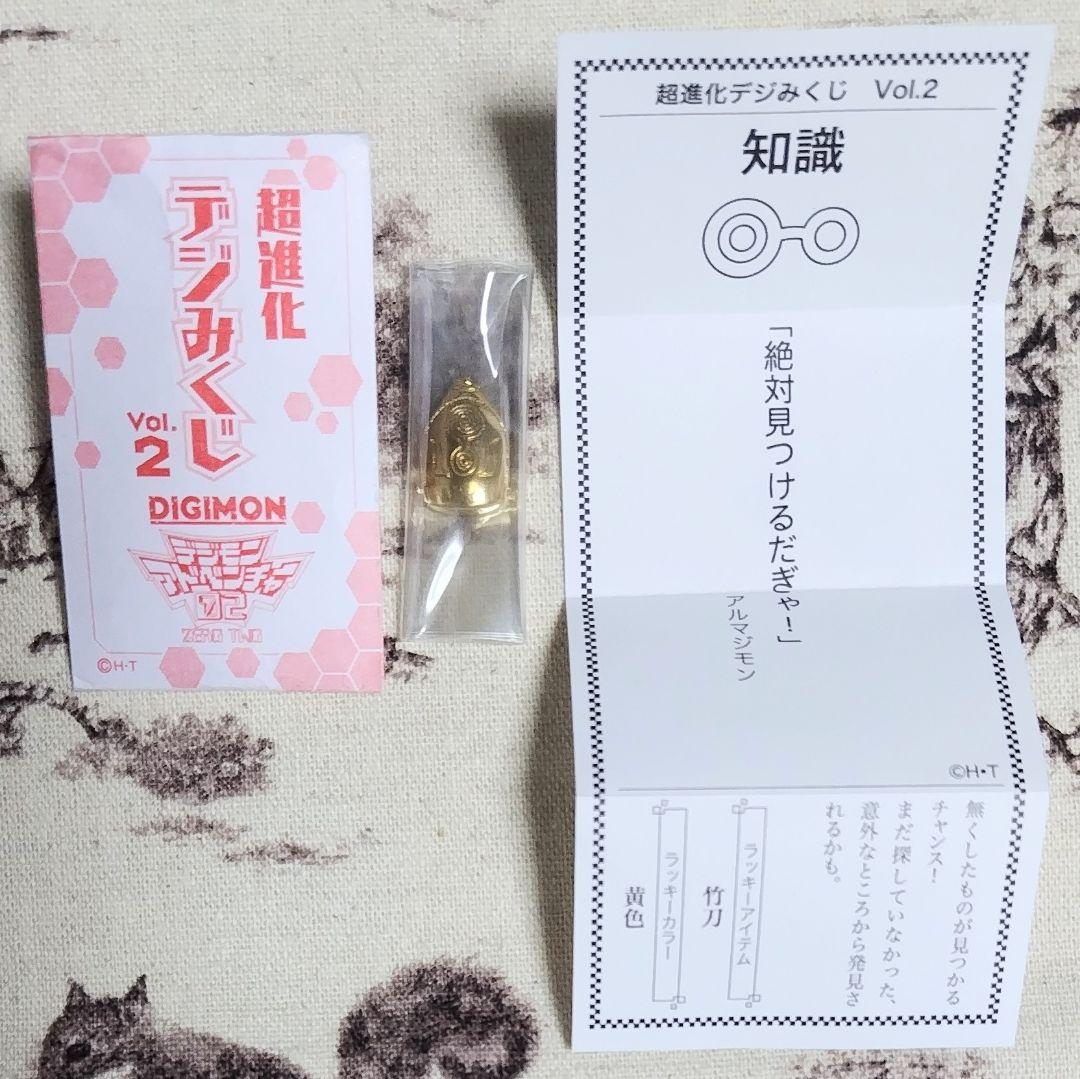 超進化
デジみくじ
Vol.
2
DIGIMON
デジモン
アドベンチャー
02
ZERO TWO
©H・T
超進化デジみくじ Vol.2
知識
「絶対見つけるだぎゃ！」
アルマジモン
©H・T
無くしたものが見つかる
チャンス！
まだ探していなかった、
意外なところから発見さ
れるかも。
ラッキーアイテム
竹刀
ラッキーカラー
黄色